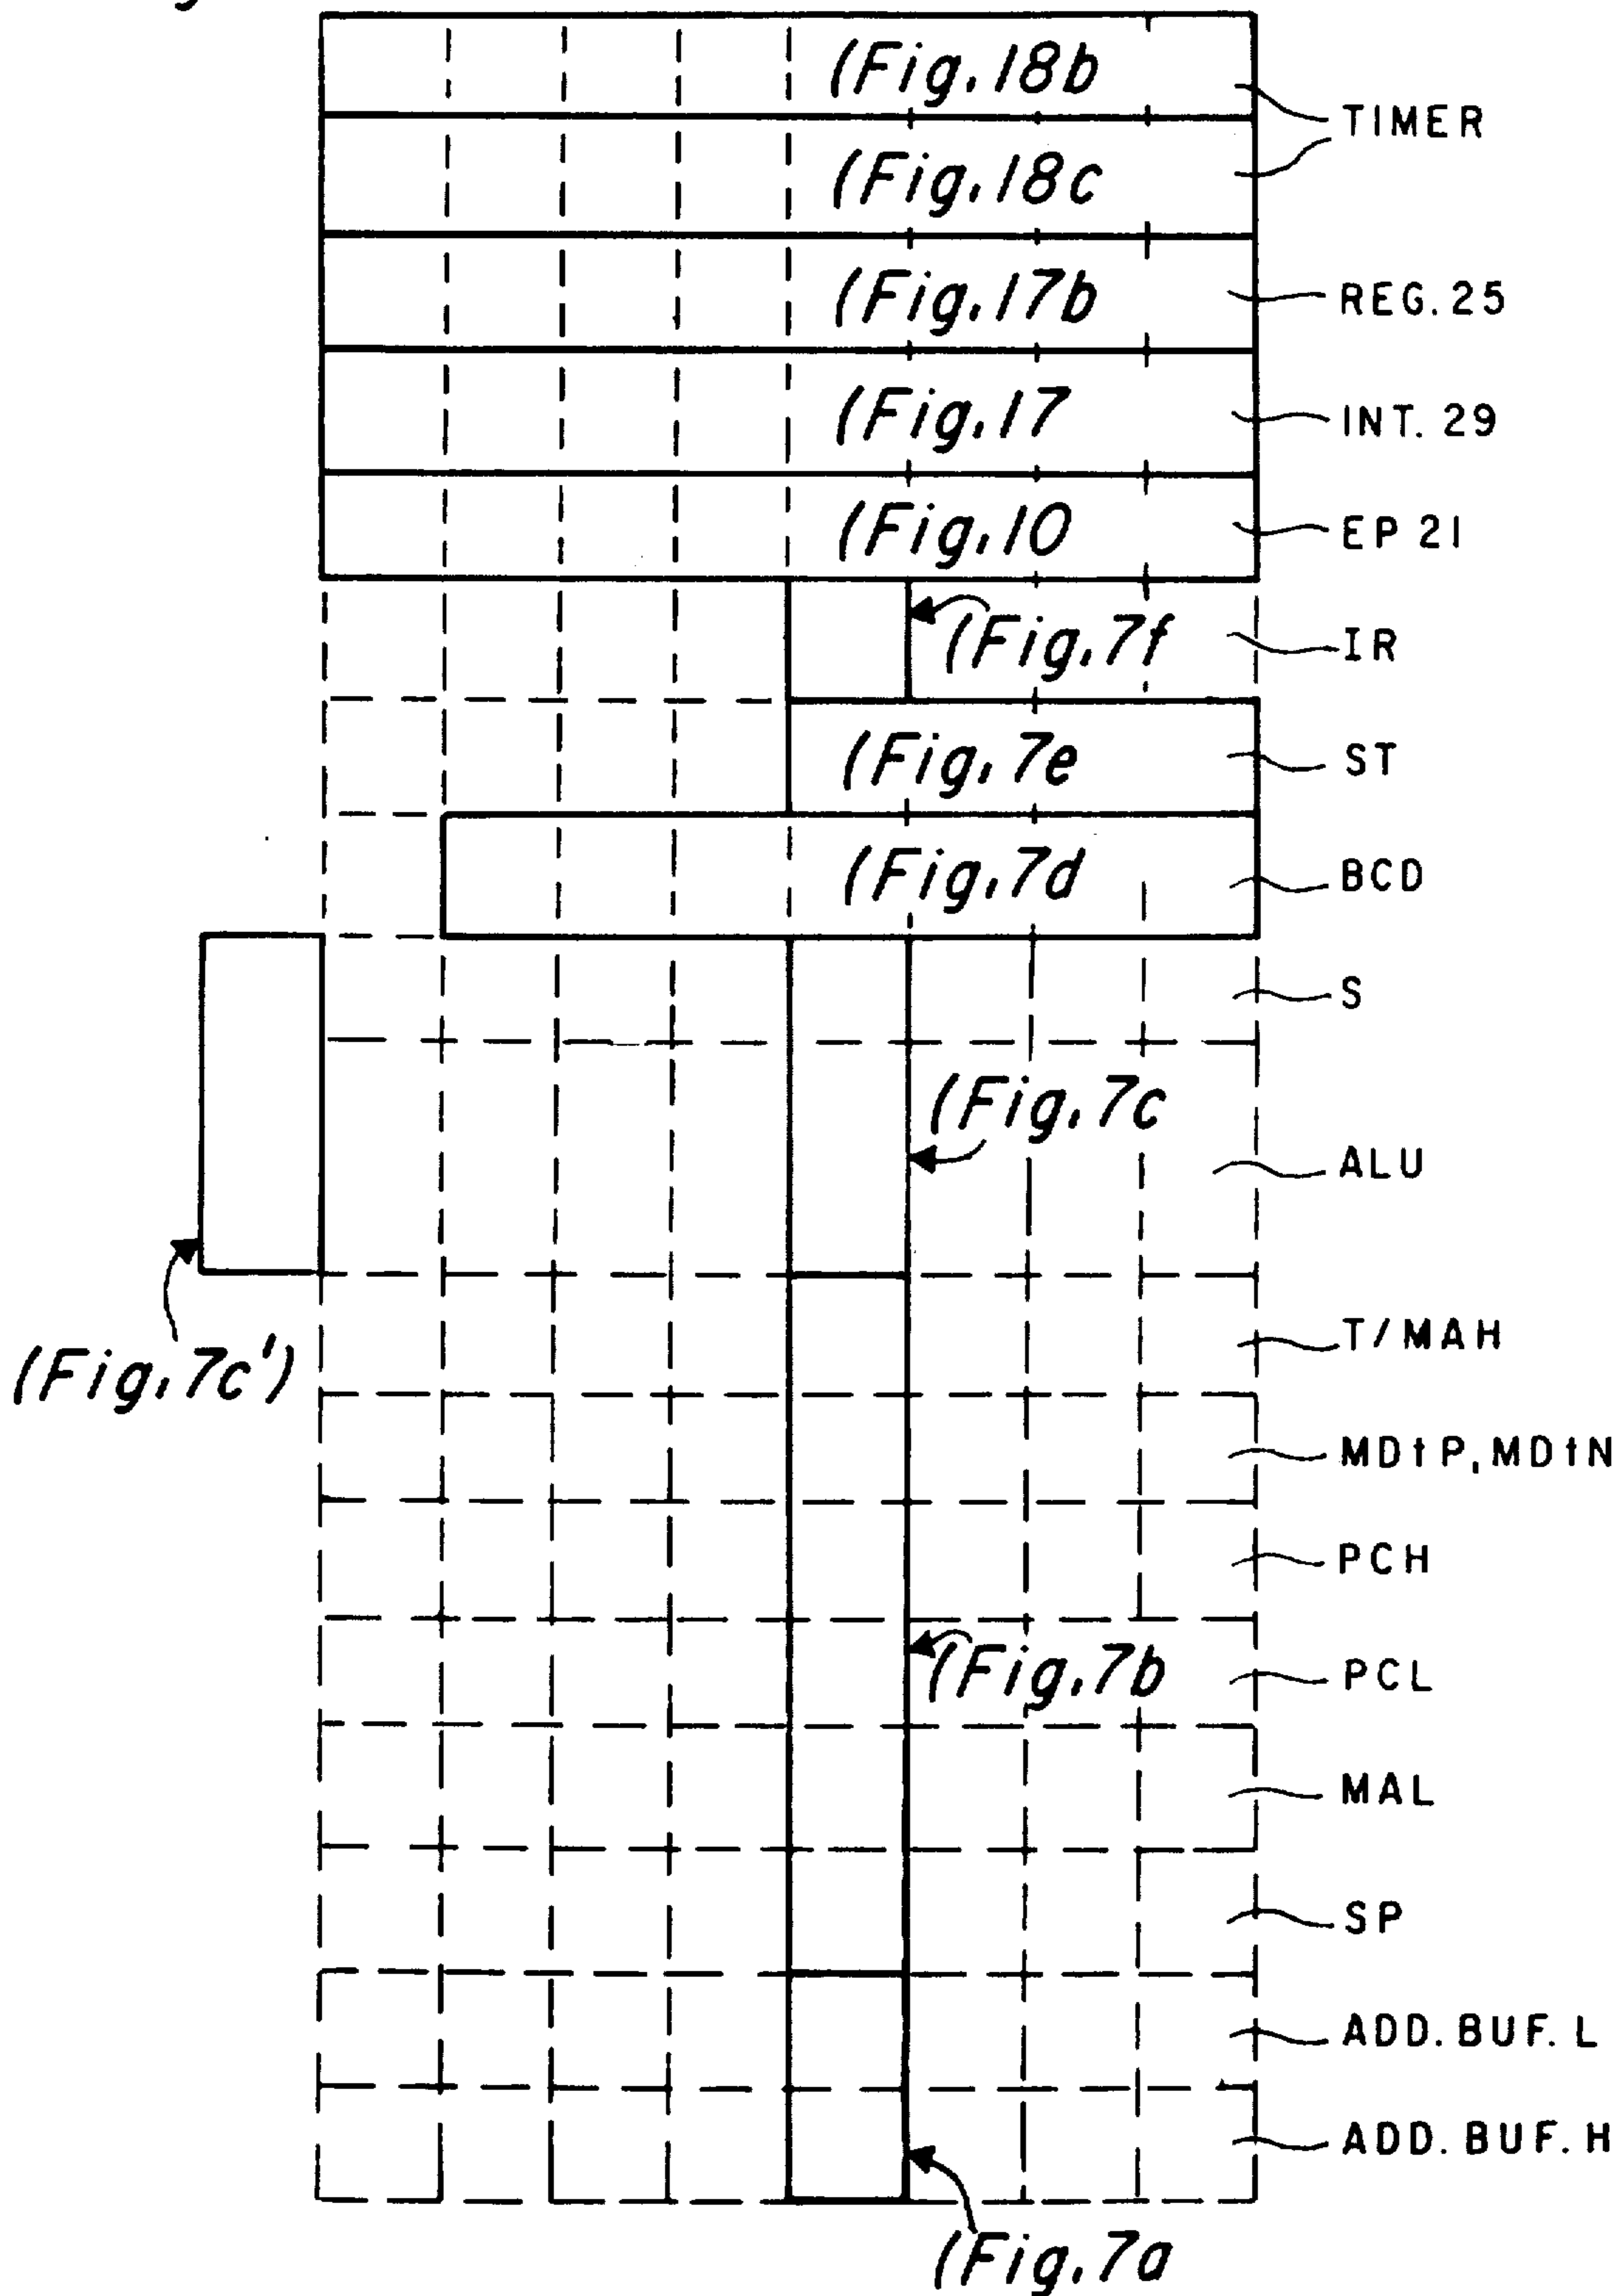 (Fig. 18b
TIMER
(Fig. 18c
(Fig. 17b
REG. 25
(Fig. 17
INT. 29
(Fig. 10
EP 21
(Fig. 7f
IR
(Fig. 7e
ST
(Fig. 7d
BCD
S
(Fig. 7c
ALU
T/MAH
(Fig. 7c')
MDtP, MDtN
PCH
(Fig. 7b
PCL
MAL
SP
ADD. BUF. L
ADD. BUF. H
(Fig. 7a